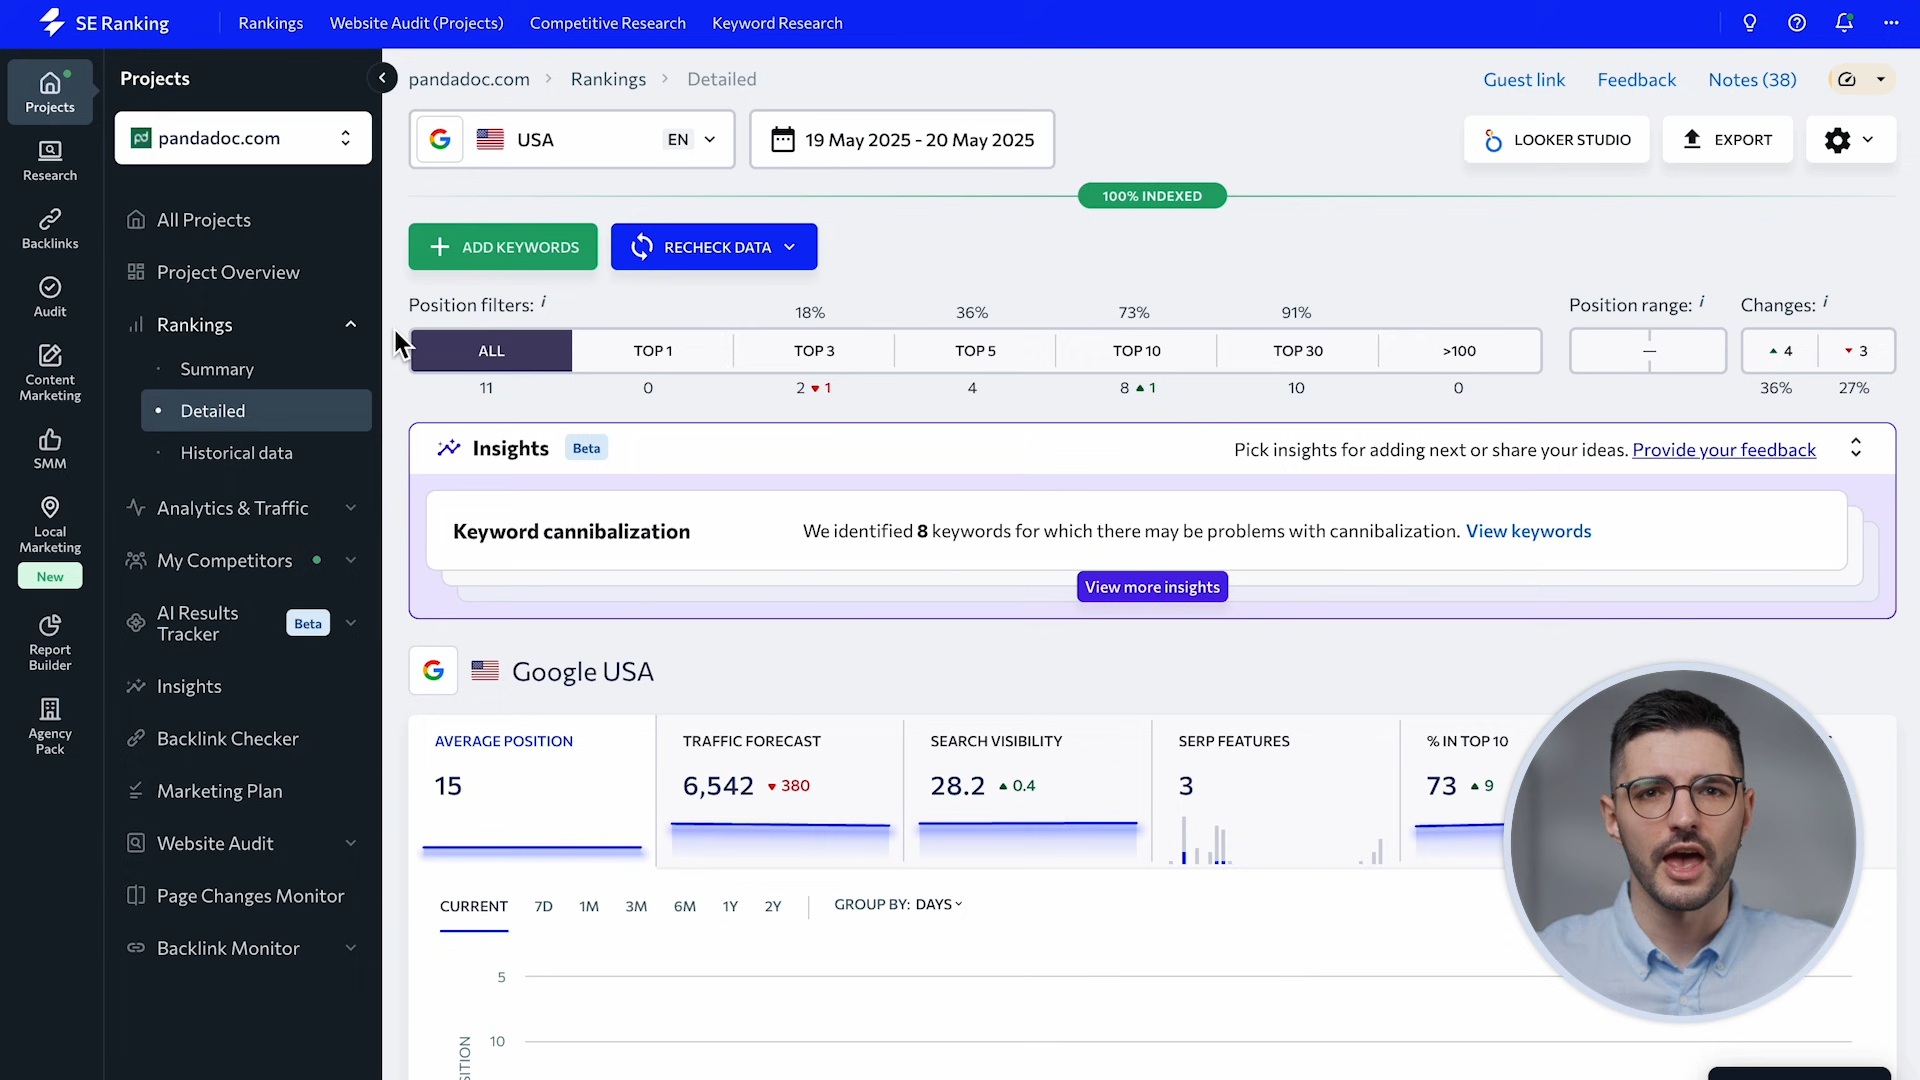 SE Ranking
Rankings
Website Audit (Projects)
Competitive Research
Keyword Research
Projects
Research
Backlinks
Audit
Content
Marketing
SMM
Local
Marketing
New
Report
Builder
Agency
Pack
Projects
pd pandadoc.com
All Projects
Project Overview
Rankings
Summary
Detailed
Historical data
Analytics & Traffic
My Competitors
AI Results
Tracker
Beta
Insights
Backlink Checker
Marketing Plan
Website Audit
Page Changes Monitor
Backlink Monitor
pandadoc.com > Rankings > Detailed
Guest link
Feedback
Notes (38)
G USA EN
19 May 2025 - 20 May 2025
LOOKER STUDIO
EXPORT
100% INDEXED
+ ADD KEYWORDS
RECHECK DATA
Position filters: i
18% 36% 73% 91%
ALL TOP 1 TOP 3 TOP 5 TOP 10 TOP 30 >100
11 0 2 ▼ 1 4 8 ▲ 1 10 0
Position range: i
—
Changes: i
▲ 4 ▼ 3
36% 27%
Insights Beta
Pick insights for adding next or share your ideas. Provide your feedback
Keyword cannibalization
We identified 8 keywords for which there may be problems with cannibalization. View keywords
View more insights
G Google USA
AVERAGE POSITION
15
TRAFFIC FORECAST
6,542 ▼ 380
SEARCH VISIBILITY
28.2 ▲ 0.4
SERP FEATURES
3
% IN TOP 10
73 ▲ 9
CURRENT 7D 1M 3M 6M 1Y 2Y
GROUP BY: DAYS
5
10